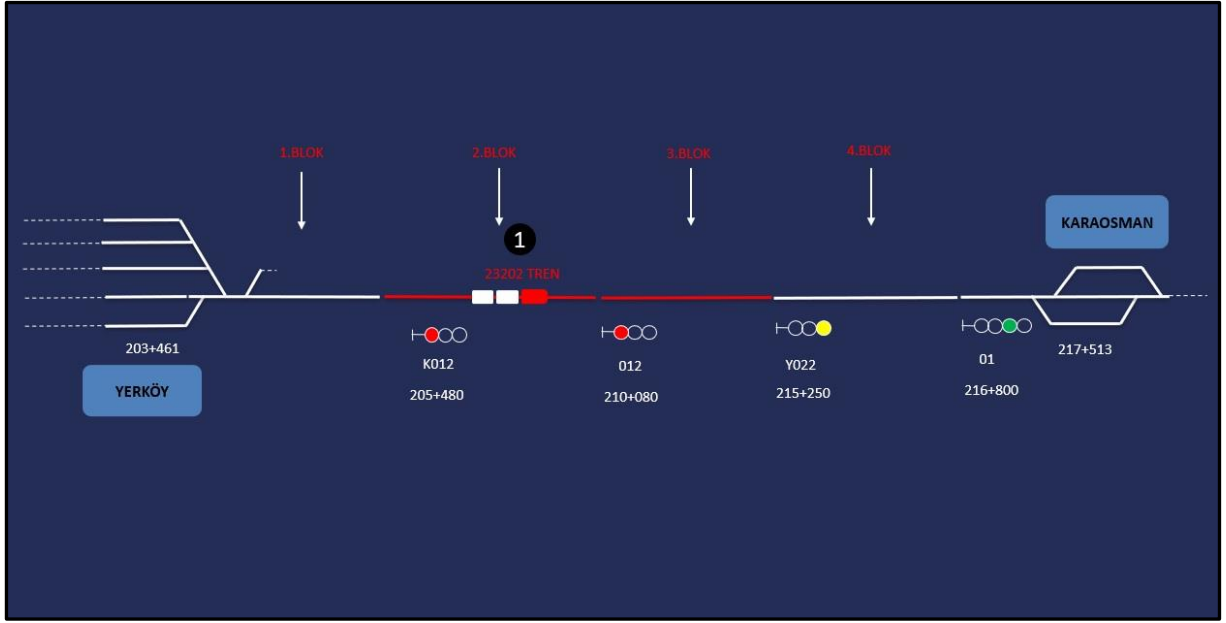 1.BLOK
2.BLOK
3.BLOK
4.BLOK
KARAOSMAN
1
23202 TREN
203+461
YERKÖY
K012
205+480
012
210+080
Y022
215+250
01
216+800
217+513